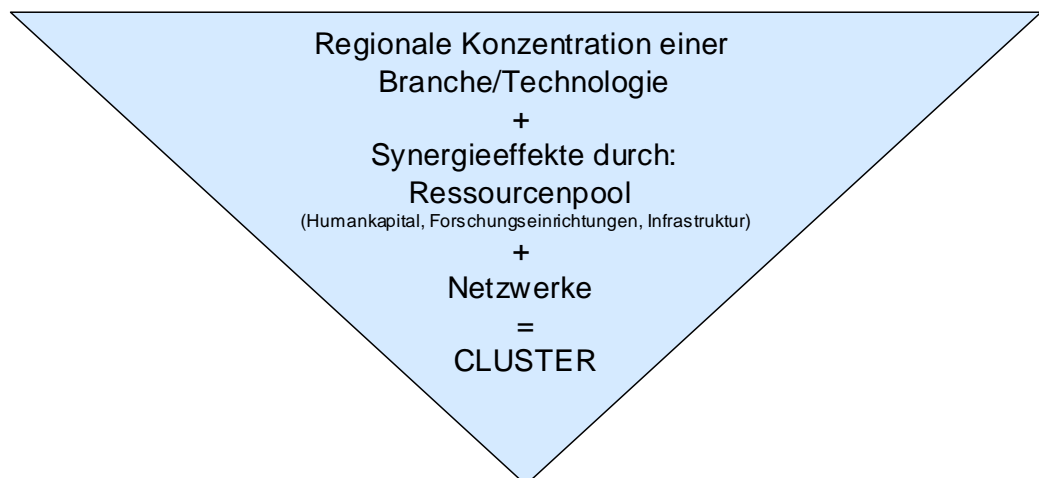 Regionale Konzentration einer
Branche/Technologie
+
Synergieeffekte durch:
Ressourcenpool
(Humankapital, Forschungseinrichtungen, Infrastruktur)
+
Netzwerke
=
CLUSTER